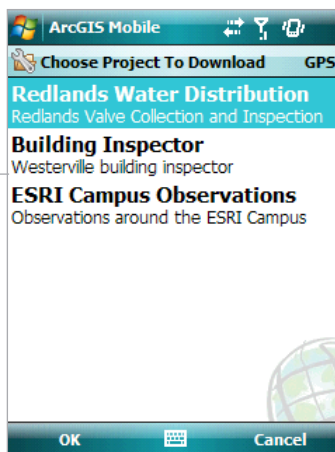 ArcGIS Mobile
Choose Project To Download GPS
Redlands Water Distribution
Redlands Valve Collection and Inspection
Building Inspector
Westerville building inspector
ESRI Campus Observations
Observations around the ESRI Campus
OK Cancel